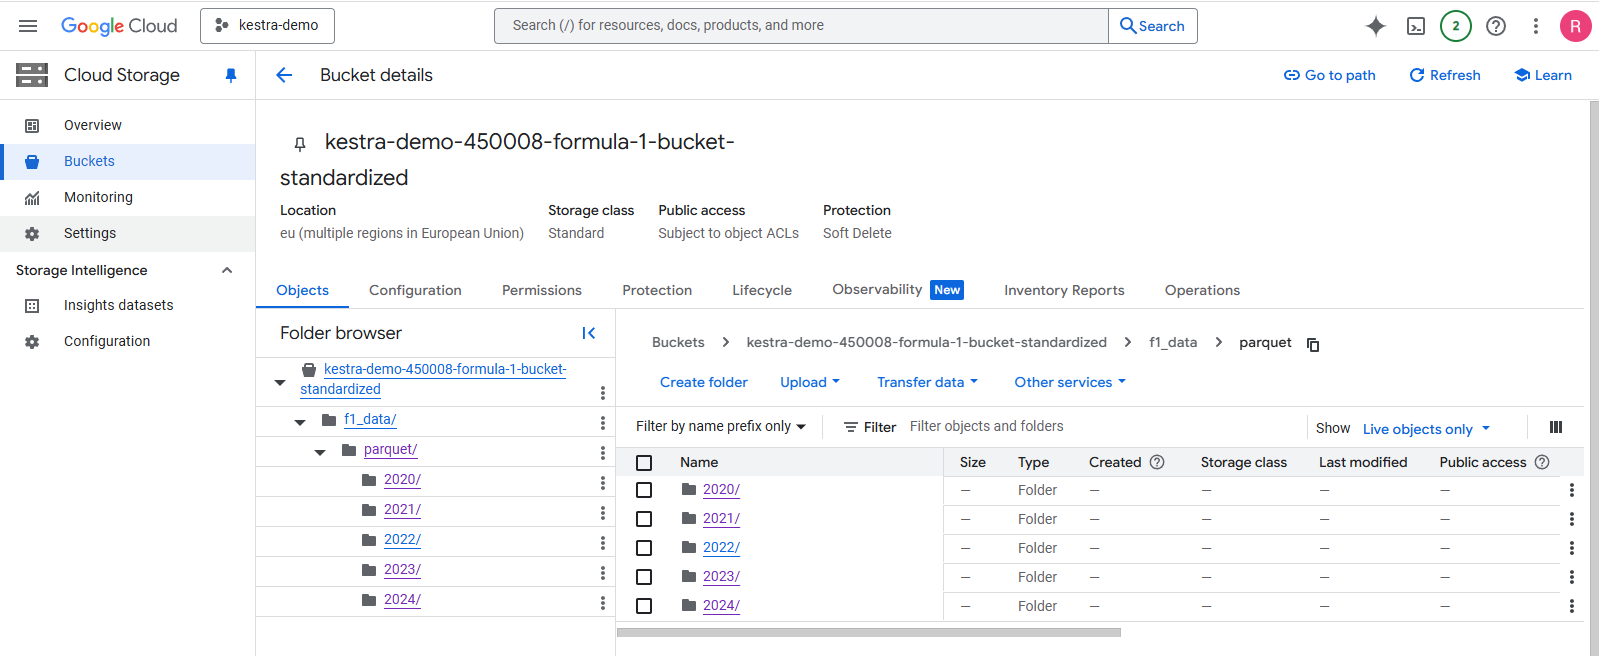 Google Cloud
kestra-demo
Search (/) for resources, docs, products, and more
Search
2
R
Cloud Storage
Bucket details
Go to path
Refresh
Learn
Overview
Buckets
Monitoring
Settings
Storage Intelligence
Insights datasets
Configuration
kestra-demo-450008-formula-1-bucket-
standardized
Location Storage class Public access Protection
eu (multiple regions in European Union) Standard Subject to object ACLs Soft Delete
Objects Configuration Permissions Protection Lifecycle Observability New Inventory Reports Operations
Folder browser
kestra-demo-450008-formula-1-bucket-
standardized
f1_data/
parquet/
2020/
2021/
2022/
2023/
2024/
Buckets > kestra-demo-450008-formula-1-bucket-standardized > f1_data > parquet
Create folder Upload Transfer data Other services
Filter by name prefix only Filter Filter objects and folders Show Live objects only
Name Size Type Created Storage class Last modified Public access
2020/ — Folder — — — —
2021/ — Folder — — — —
2022/ — Folder — — — —
2023/ — Folder — — — —
2024/ — Folder — — — —